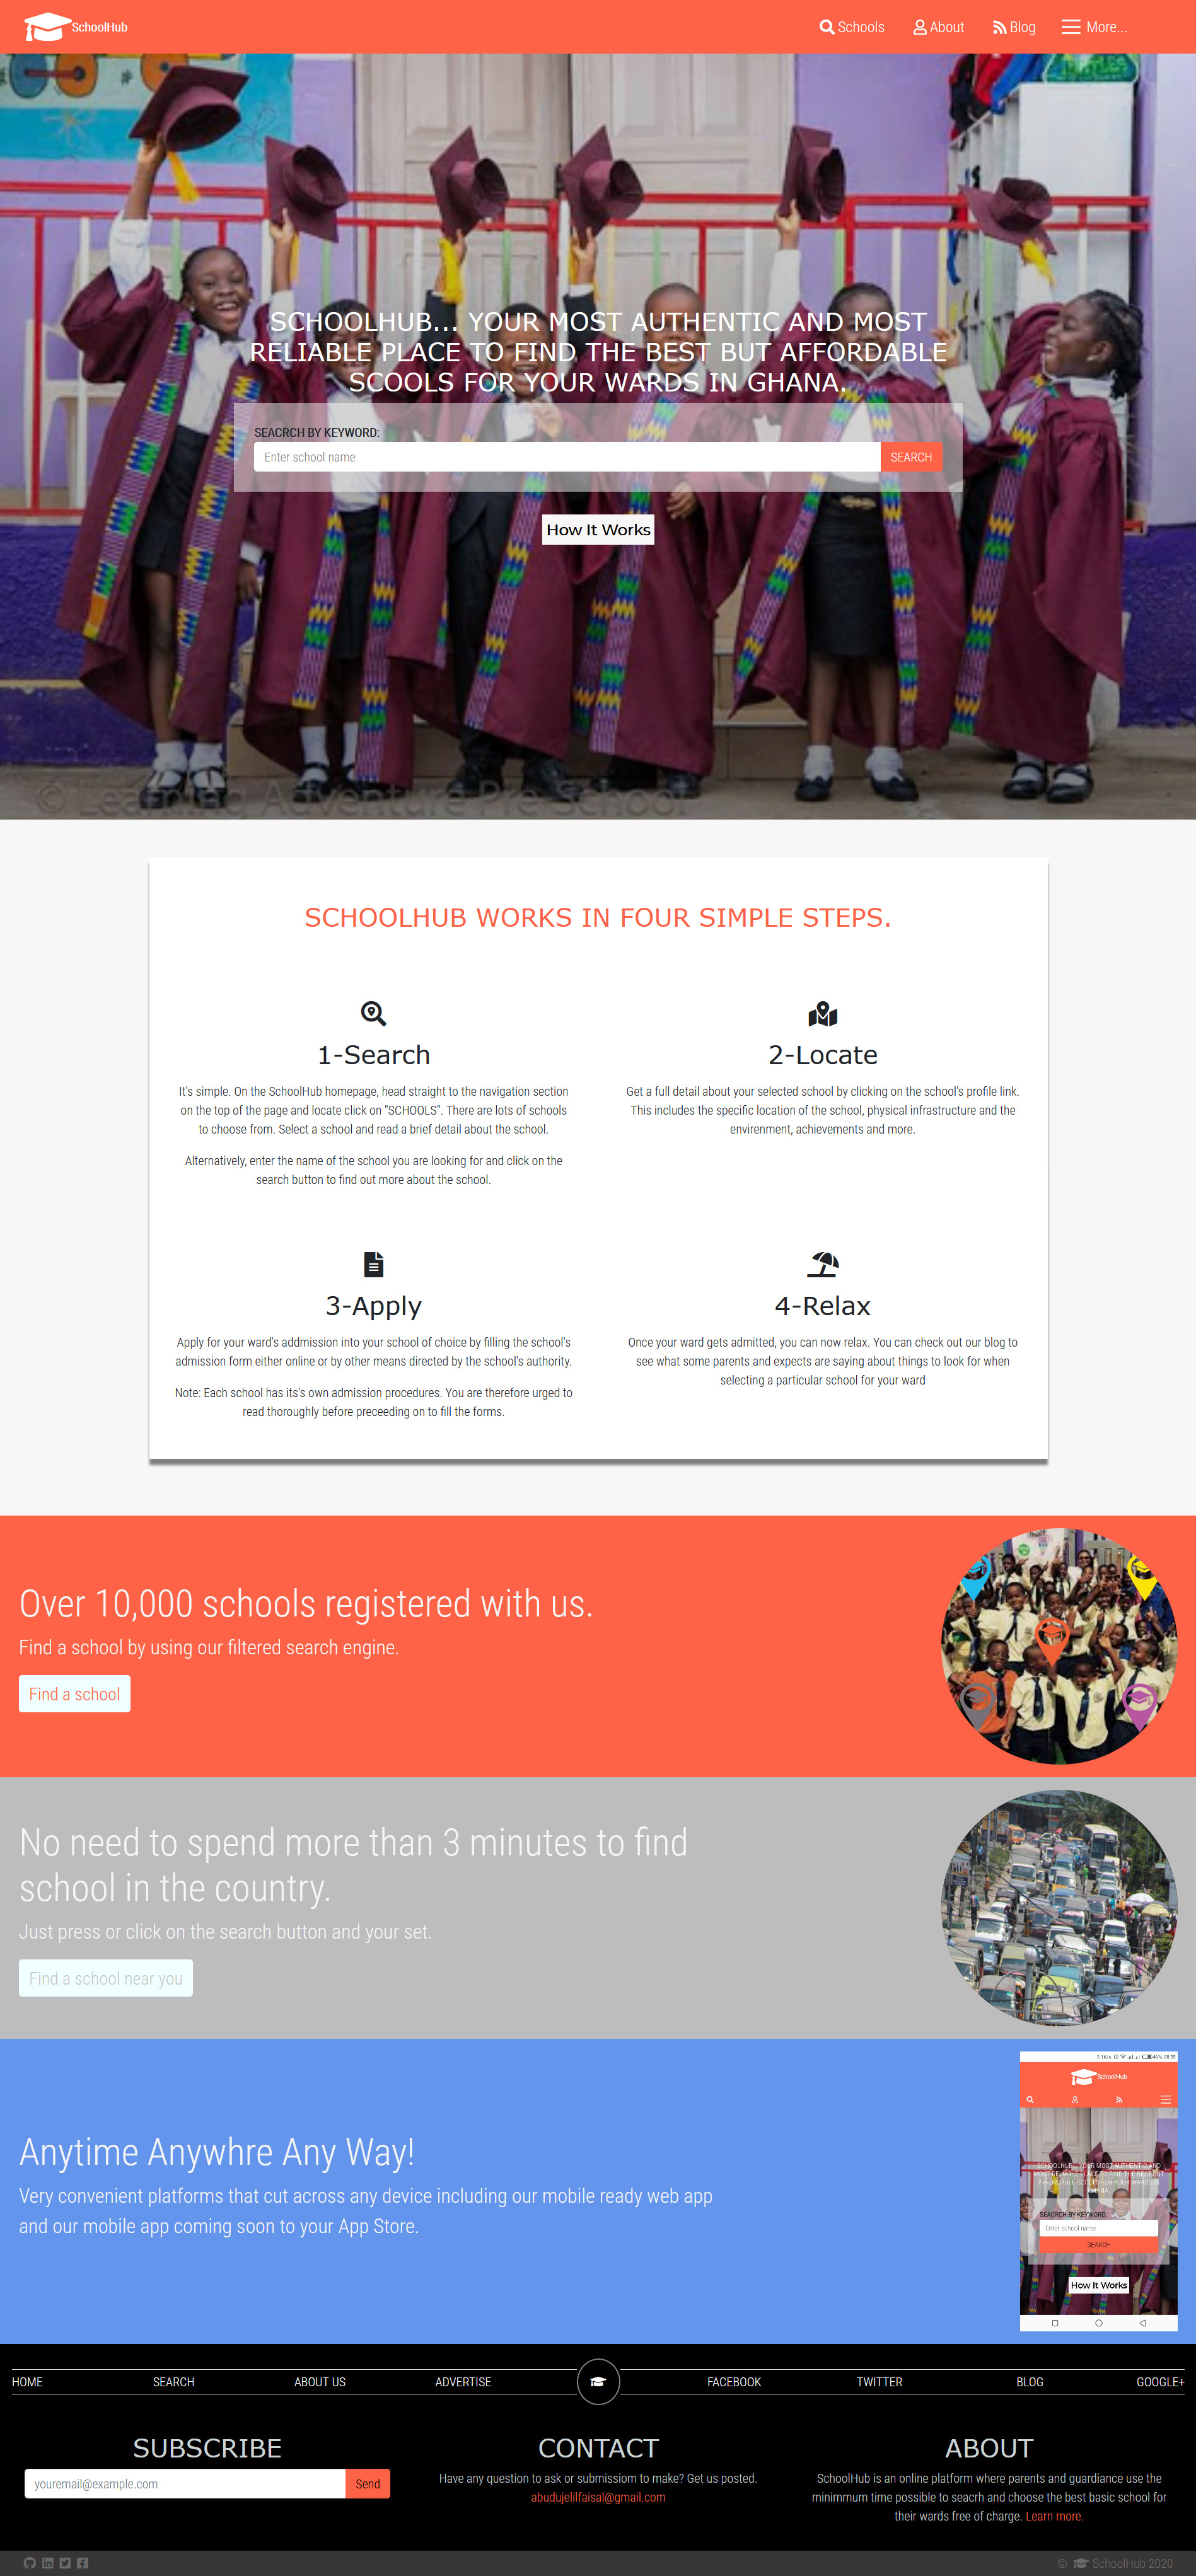 SchoolHub
Schools
About
Blog
More...
TURTLES
SCHOOLHUB... YOUR MOST AUTHENTIC AND MOST
RELIABLE PLACE TO FIND THE BEST BUT AFFORDABLE
SCOOLS FOR YOUR WARDS IN GHANA.
SEACRCH BY KEYWORD:
Enter school name
SEARCH
How It Works
© Learning Adventure Pre School
SCHOOLHUB WORKS IN FOUR SIMPLE STEPS.
1-Search
It's simple. On the SchoolHub homepage, head straight to the navigation section
on the top of the page and locate click on "SCHOOLS". There are lots of schools
to choose from. Select a school and read a brief detail about the school.
Alternatively, enter the name of the school you are looking for and click on the
search button to find out more about the school.
2-Locate
Get a full detail about your selected school by clicking on the school's profile link.
This includes the specific location of the school, physical infrastructure and the
envirenment, achievements and more.
3-Apply
Apply for your ward's addmission into your school of choice by filling the school's
admission form either online or by other means directed by the school's authority.
Note: Each school has its's own admission procedures. You are therefore urged to
read thoroughly before preceeding on to fill the forms.
4-Relax
Once your ward gets admitted, you can now relax. You can check out our blog to
see what some parents and expects are saying about things to look for when
selecting a particular school for your ward
Over 10,000 schools registered with us.
Find a school by using our filtered search engine.
Find a school
No need to spend more than 3 minutes to find
school in the country.
Just press or click on the search button and your set.
Find a school near you
Anytime Anywhre Any Way!
Very convenient platforms that cut across any device including our mobile ready web app
and our mobile app coming soon to your App Store.
SchoolHub
SEACRCH BY KEYWORD:
Enter school name
SEARCH
How It Works
HOME
SEARCH
ABOUT US
ADVERTISE
FACEBOOK
TWITTER
BLOG
GOOGLE+
SUBSCRIBE
youremail@example.com
Send
CONTACT
Have any question to ask or submissiom to make? Get us posted.
abudujelilfaisal@gmail.com
ABOUT
SchoolHub is an online platform where parents and guardiance use the
minimmum time possible to seacrh and choose the best basic school for
their wards free of charge. Learn more.
© SchoolHub 2020